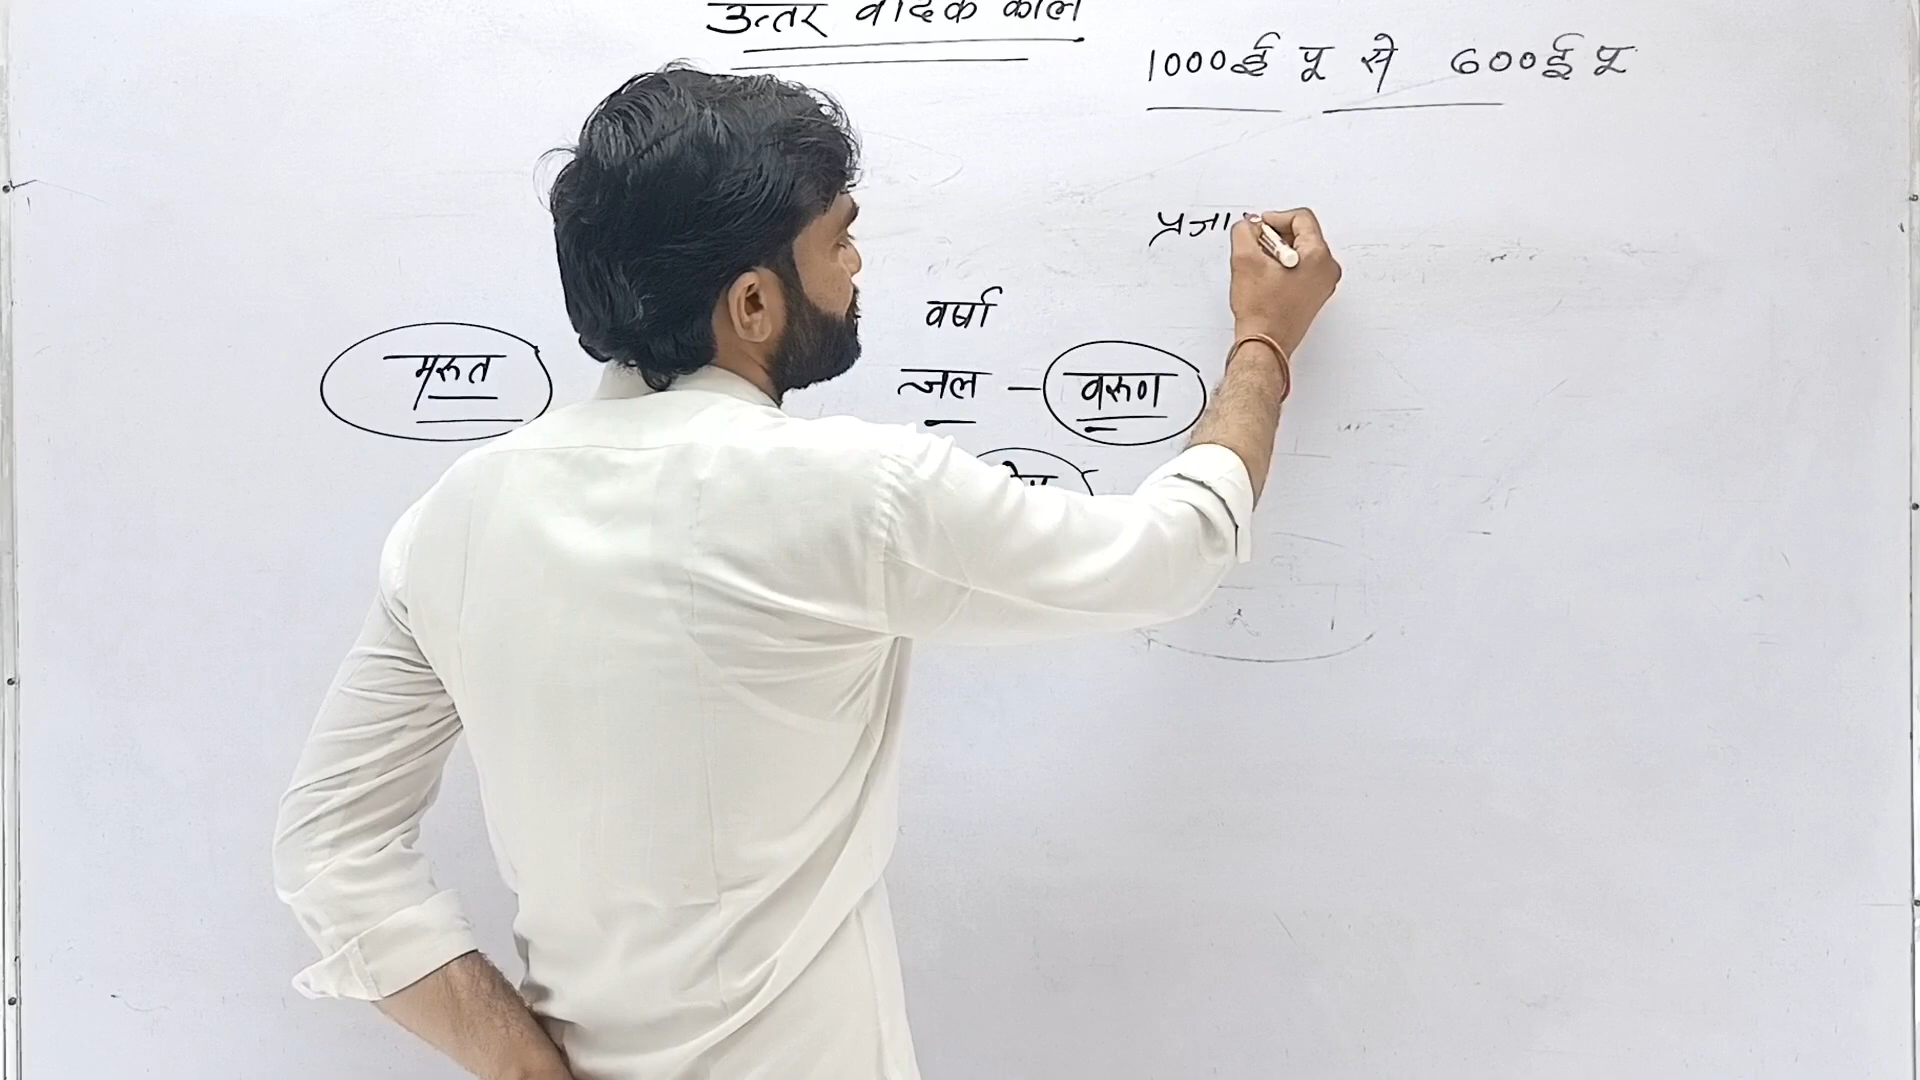 उत्तर वैदिक काल
1000ई पू से 600ई पू
प्रजा
वर्षा
मरुत
जल - वरुण